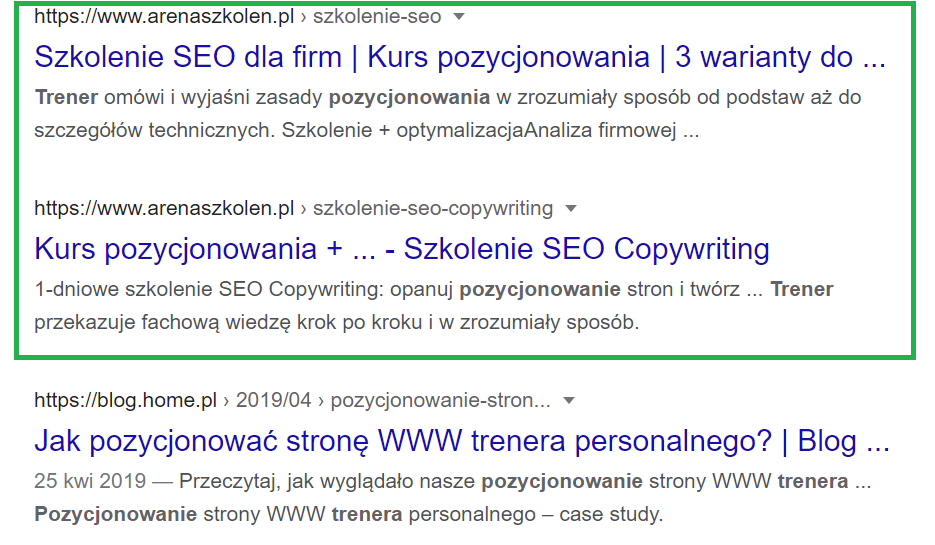 https://www.arenaszkolen.pl › szkolenie-seo
Szkolenie SEO dla firm | Kurs pozycjonowania | 3 warianty do ...
Trener omówi i wyjaśni zasady pozycjonowania w zrozumiały sposób od podstaw aż do
szczegółów technicznych. Szkolenie + optymalizacjaAnaliza firmowej ...
https://www.arenaszkolen.pl › szkolenie-seo-copywriting
Kurs pozycjonowania + ... - Szkolenie SEO Copywriting
1-dniowe szkolenie SEO Copywriting: opanuj pozycjonowanie stron i twórz ... Trener
przekazuje fachową wiedzę krok po kroku i w zrozumiały sposób.
https://blog.home.pl › 2019/04 › pozycjonowanie-stron...
Jak pozycjonować stronę WWW trenera personalnego? | Blog ...
25 kwi 2019 — Przeczytaj, jak wyglądało nasze pozycjonowanie strony WWW trenera ...
Pozycjonowanie strony WWW trenera personalnego – case study.